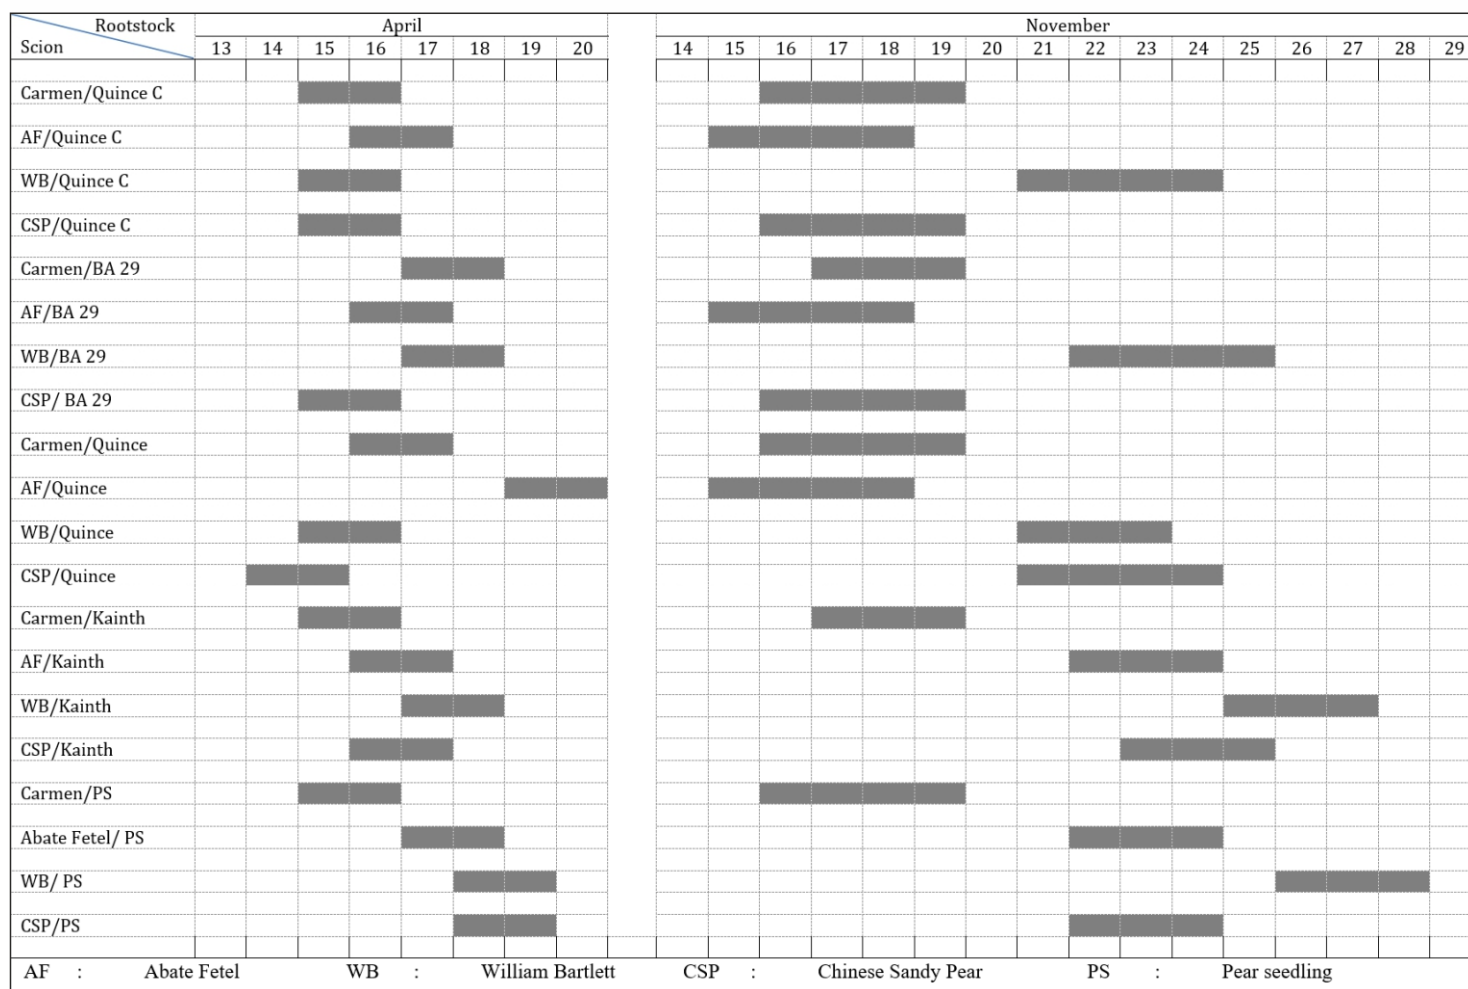 Rootstock April November
Scion 13 14 15 16 17 18 19 20 14 15 16 17 18 19 20 21 22 23 24 25 26 27 28 29
Carmen/Quince C
AF/Quince C
WB/Quince C
CSP/Quince C
Carmen/BA 29
AF/BA 29
WB/BA 29
CSP/ BA 29
Carmen/Quince
AF/Quince
WB/Quince
CSP/Quince
Carmen/Kainth
AF/Kainth
WB/Kainth
CSP/Kainth
Carmen/PS
Abate Fetel/ PS
WB/ PS
CSP/PS
AF : Abate Fetel WB : William Bartlett CSP : Chinese Sandy Pear PS : Pear seedling